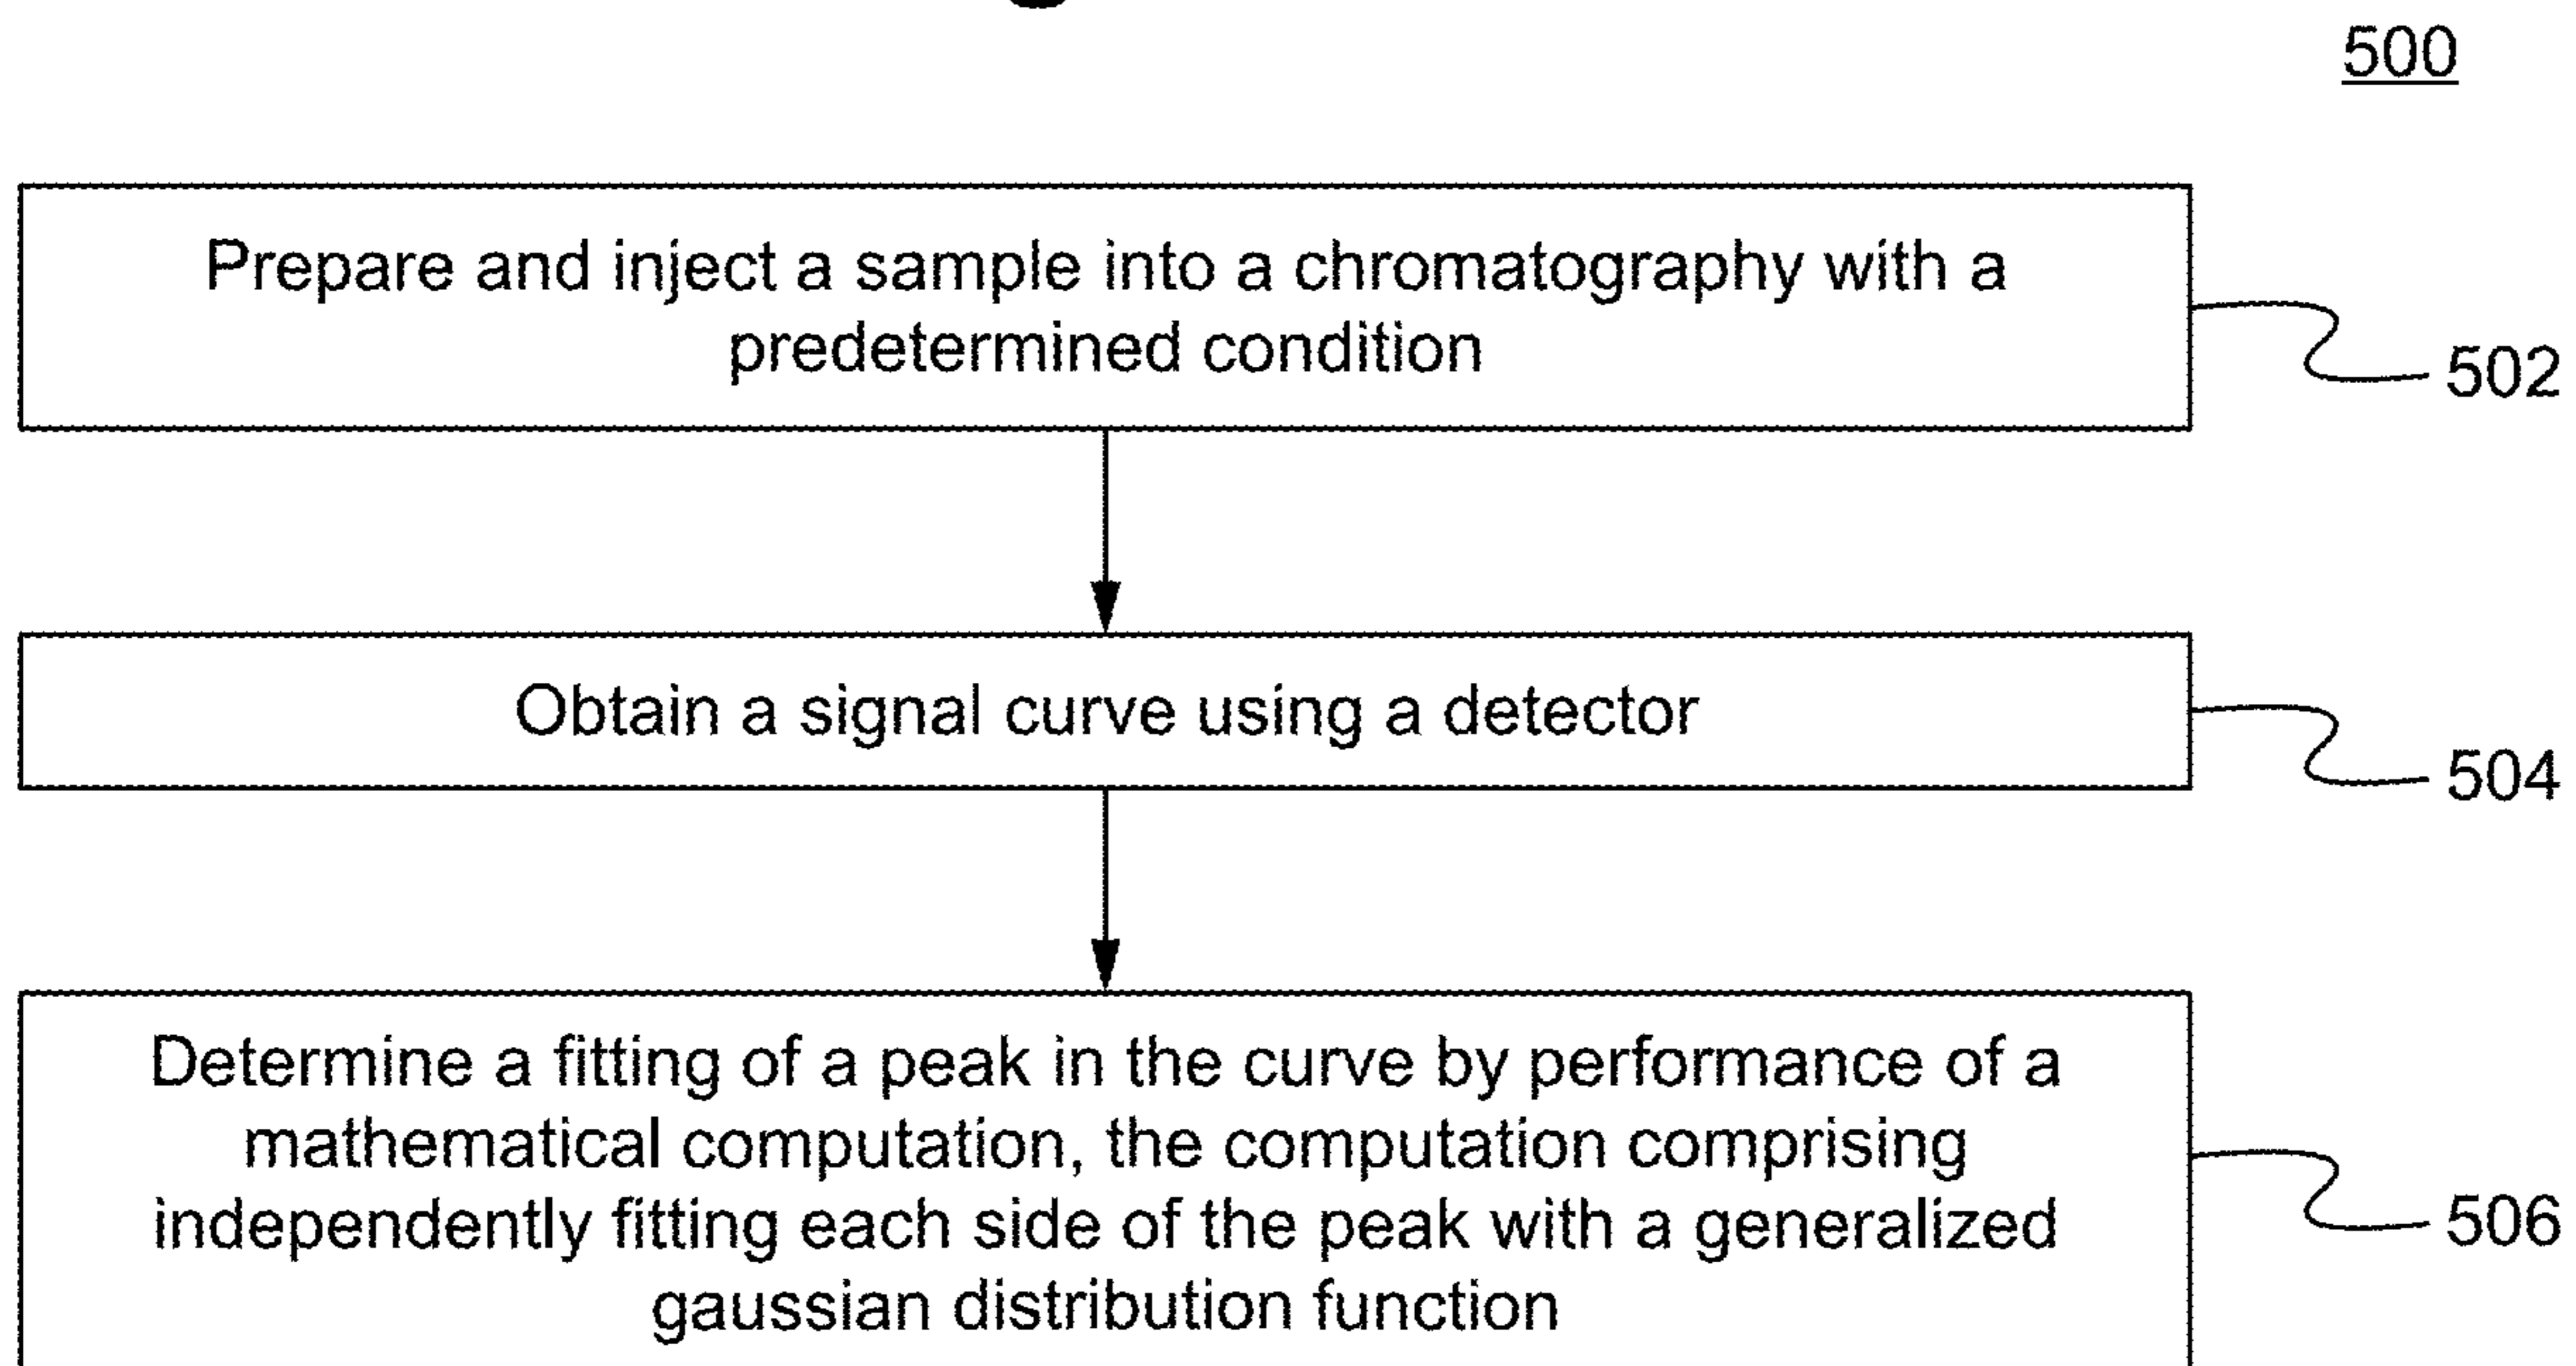 500
Prepare and inject a sample into a chromatography with a
predetermined condition
502
Obtain a signal curve using a detector
504
Determine a fitting of a peak in the curve by performance of a
mathematical computation, the computation comprising
independently fitting each side of the peak with a generalized
gaussian distribution function
506